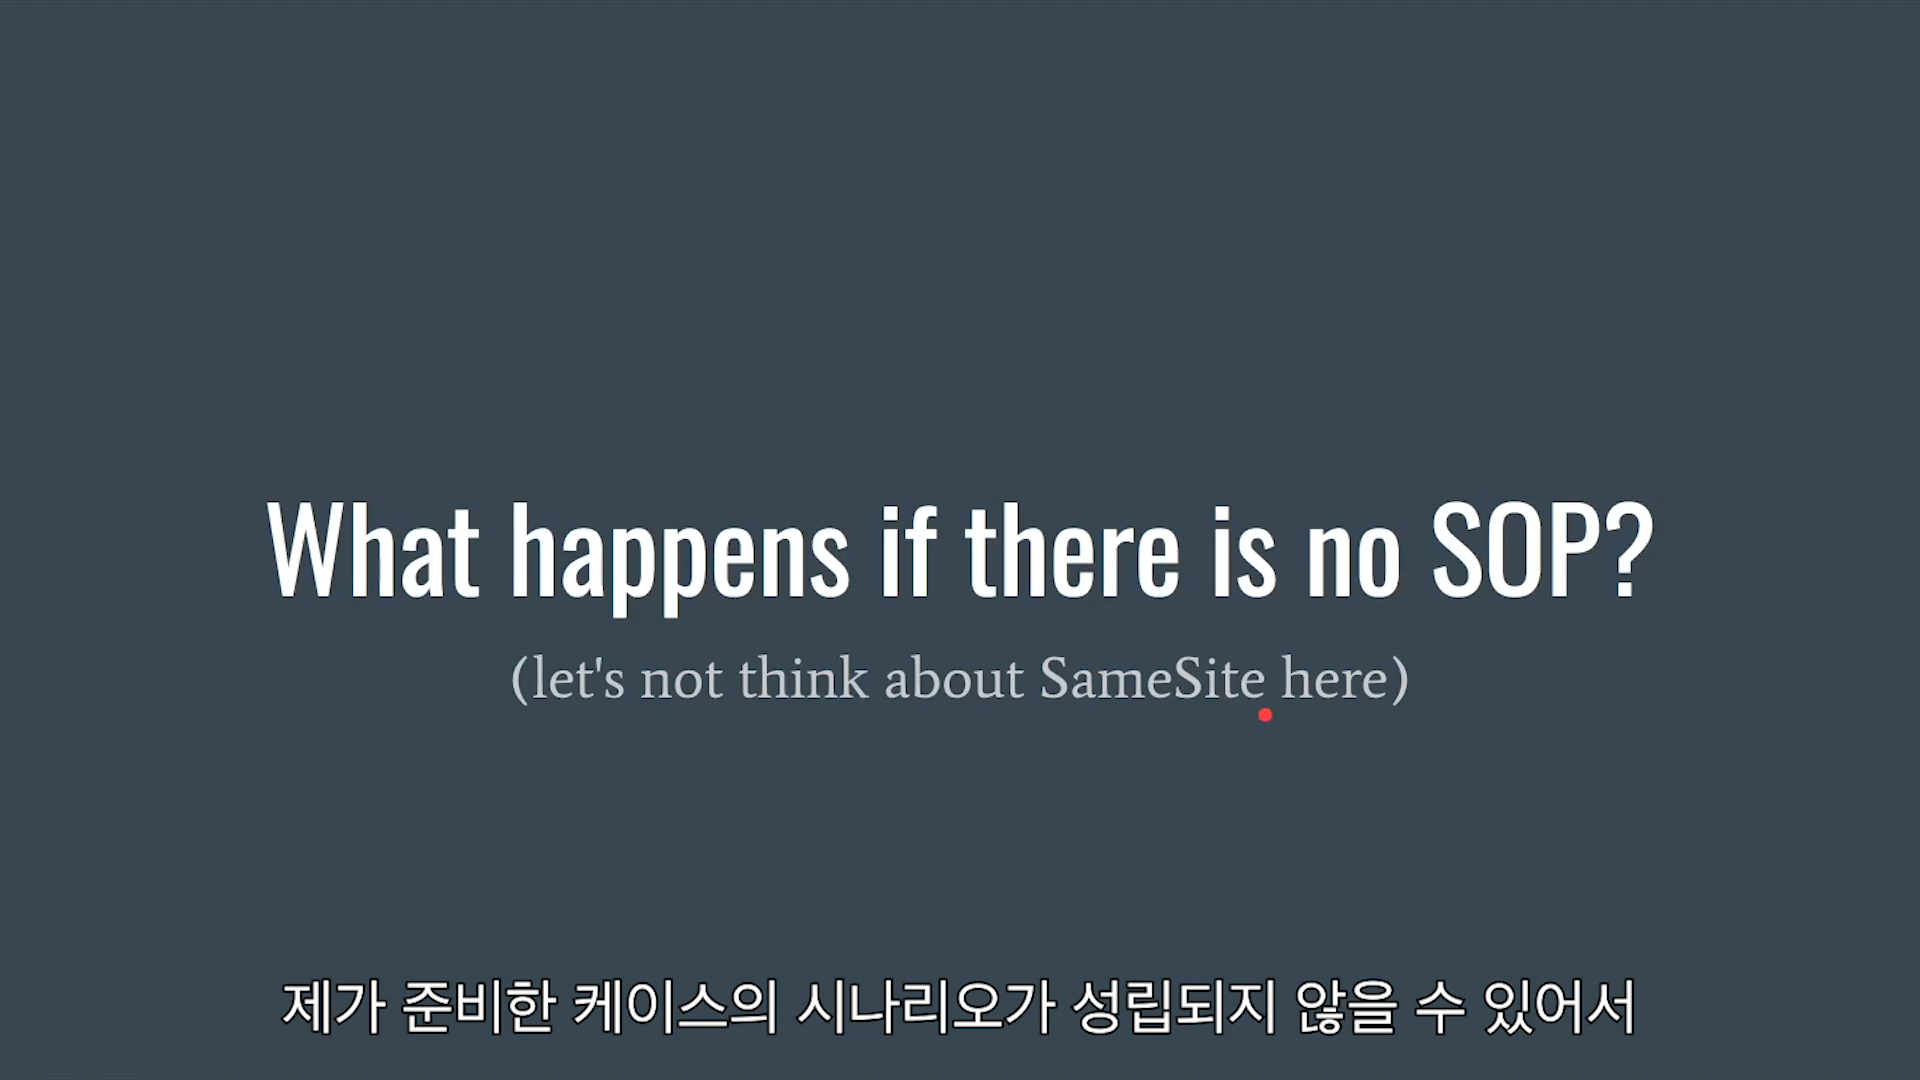 What happens if there is no SOP?
(let's not think about SameSite here)
제가 준비한 케이스의 시나리오가 성립되지 않을 수 있어서